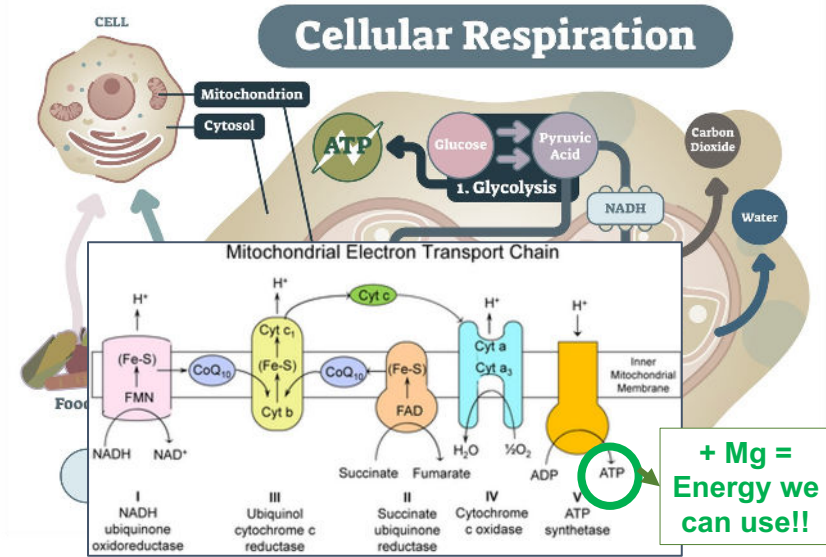 CELL
Cellular Respiration
Mitochondrion
Cytosol
ATP
Glucose
Pyruvic
Acid
1. Glycolysis
NADH
Carbon
Dioxide
Water
Food
Mitochondrial Electron Transport Chain
H⁺
H⁺
Cyt c
H⁺
H⁺
Cyt c₁
Cyt a
(Fe-S)
CoQ₁₀
(Fe-S)
CoQ₁₀
(Fe-S)
Cyt a₃
Inner
Mitochondrial
Membrane
FMN
Cyt b
FAD
NADH
NAD⁺
Succinate
Fumarate
H₂O
½O₂
ADP
ATP
I
NADH
ubiquinone
oxidoreductase
III
Ubiquinol
cytochrome c
reductase
II
Succinate
ubiquinone
reductase
IV
Cytochrome
c oxidase
V
ATP
synthetase
+ Mg =
Energy we
can use!!